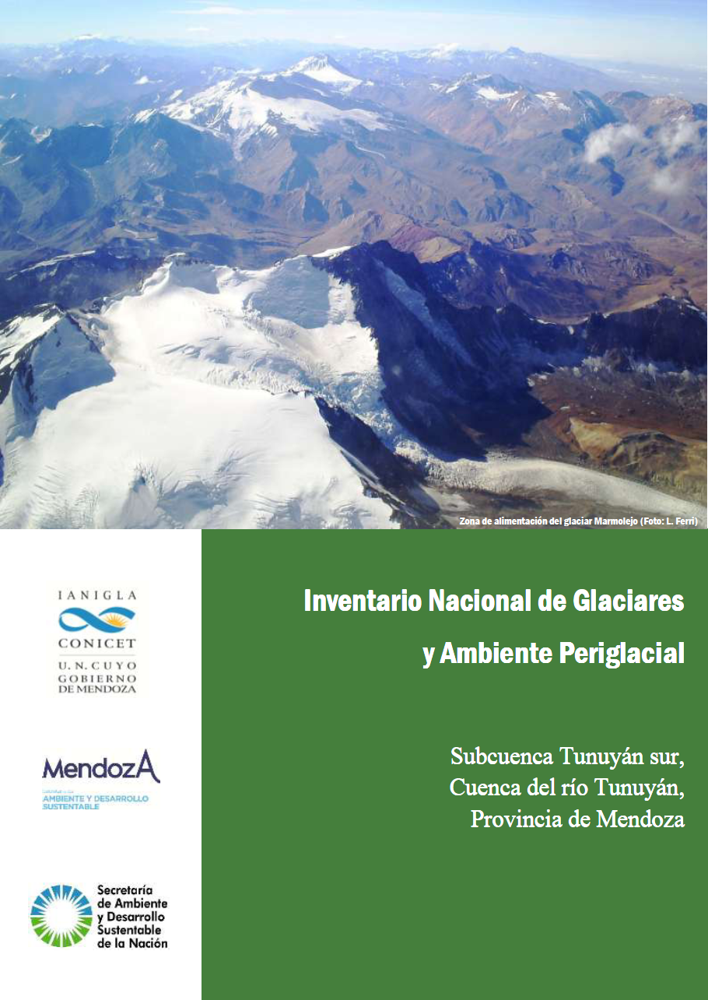 Zona de alimentación del glaciar Marmolejo (Foto: L. Ferri)
IANIGLA
CONICET
U.N.CUYO
GOBIERNO
DE MENDOZA
MendozA
AMBIENTE Y DESARROLLO
SUSTENTABLE
Secretaría
de Ambiente
y Desarrollo
Sustentable
de la Nación
Inventario Nacional de Glaciares
y Ambiente Periglacial
Subcuenca Tunuyán sur,
Cuenca del río Tunuyán,
Provincia de Mendoza